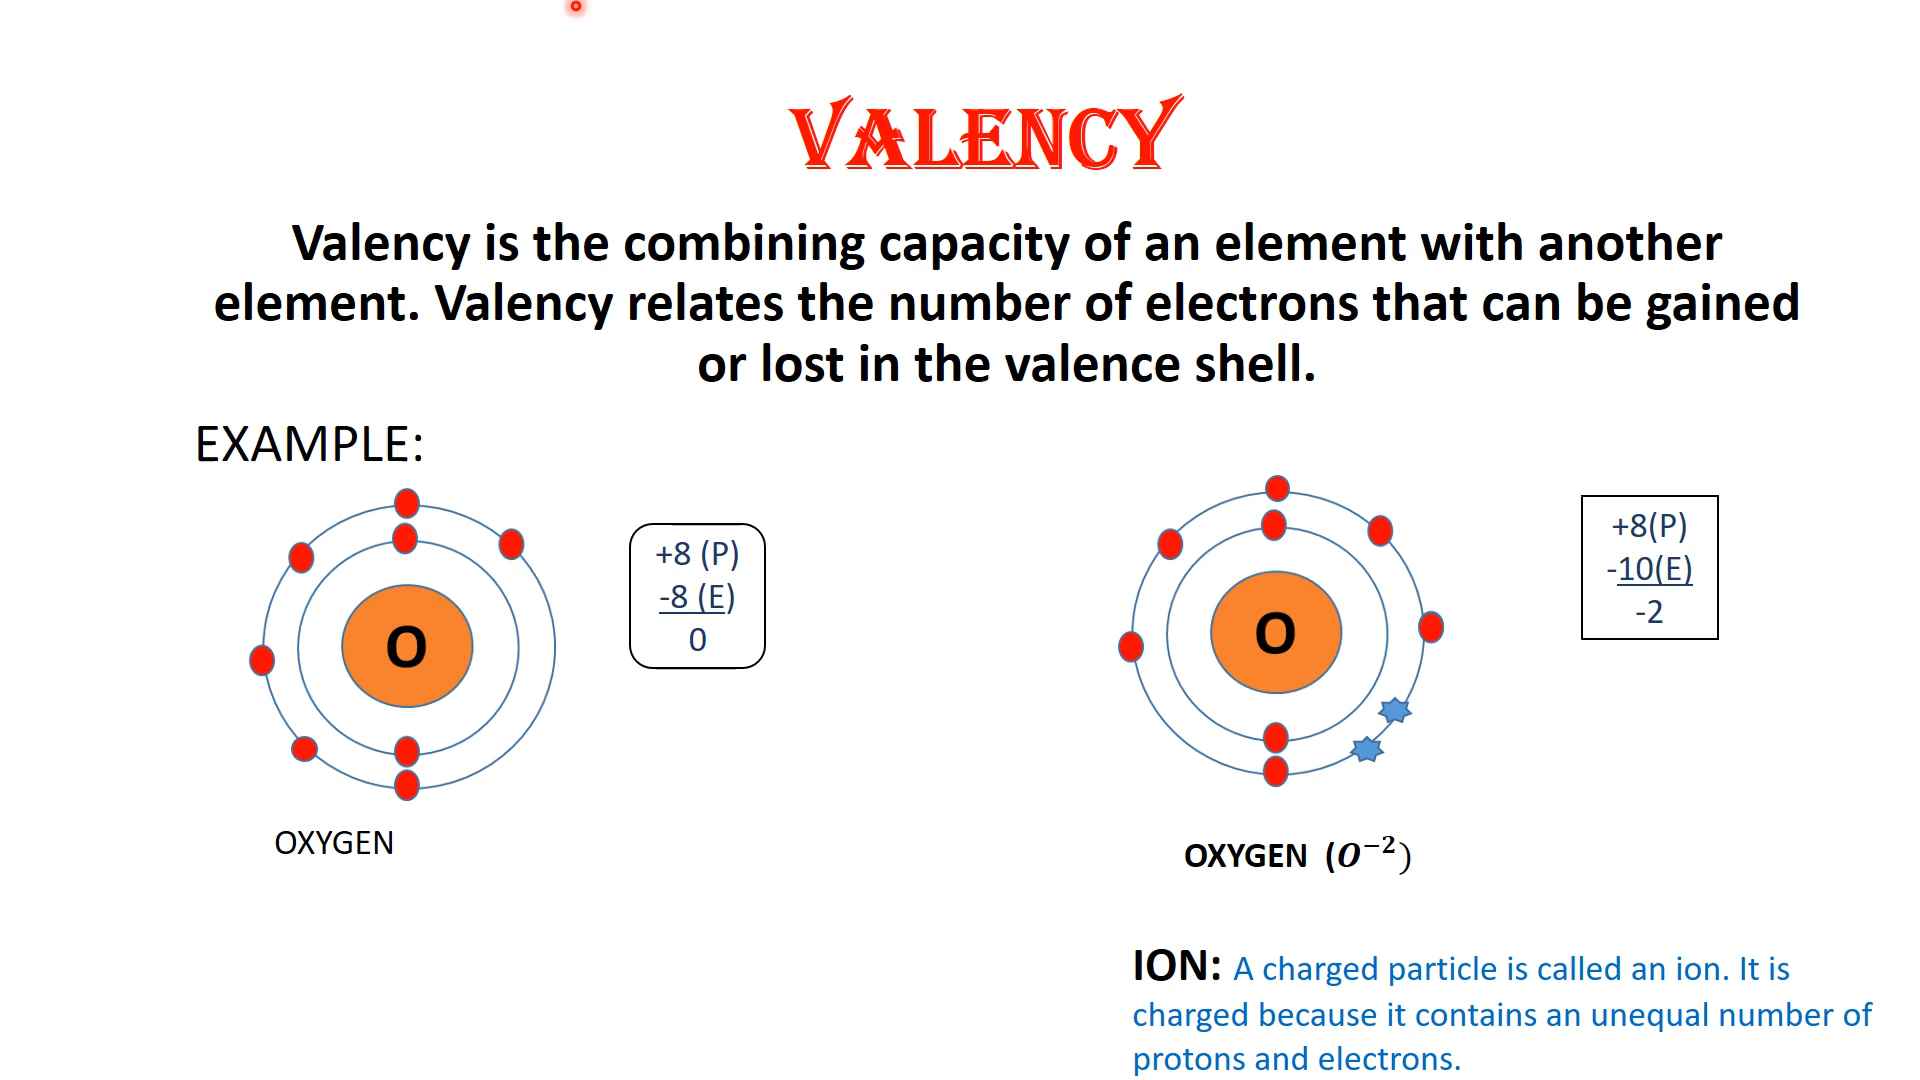 VALENCY
Valency is the combining capacity of an element with another
element. Valency relates the number of electrons that can be gained
or lost in the valence shell.
EXAMPLE:
O
+8 (P)
-8 (E)
0
OXYGEN
O
+8(P)
-10(E)
-2
OXYGEN (O⁻²)
ION: A charged particle is called an ion. It is
charged because it contains an unequal number of
protons and electrons.